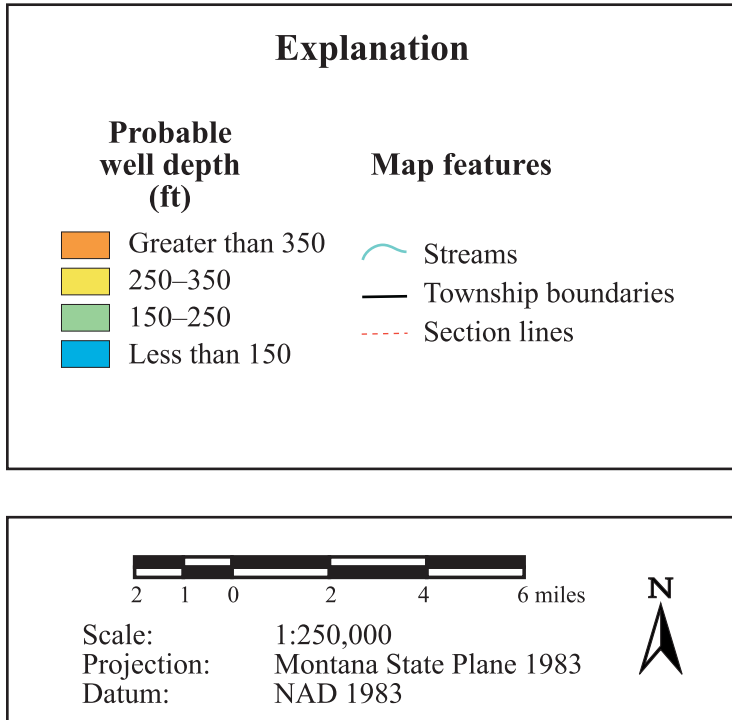 Explanation
Probable
well depth
(ft)
Greater than 350
250–350
150–250
Less than 150
Map features
Streams
Township boundaries
Section lines
2 1 0 2 4 6 miles
N
Scale: 1:250,000
Projection: Montana State Plane 1983
Datum: NAD 1983